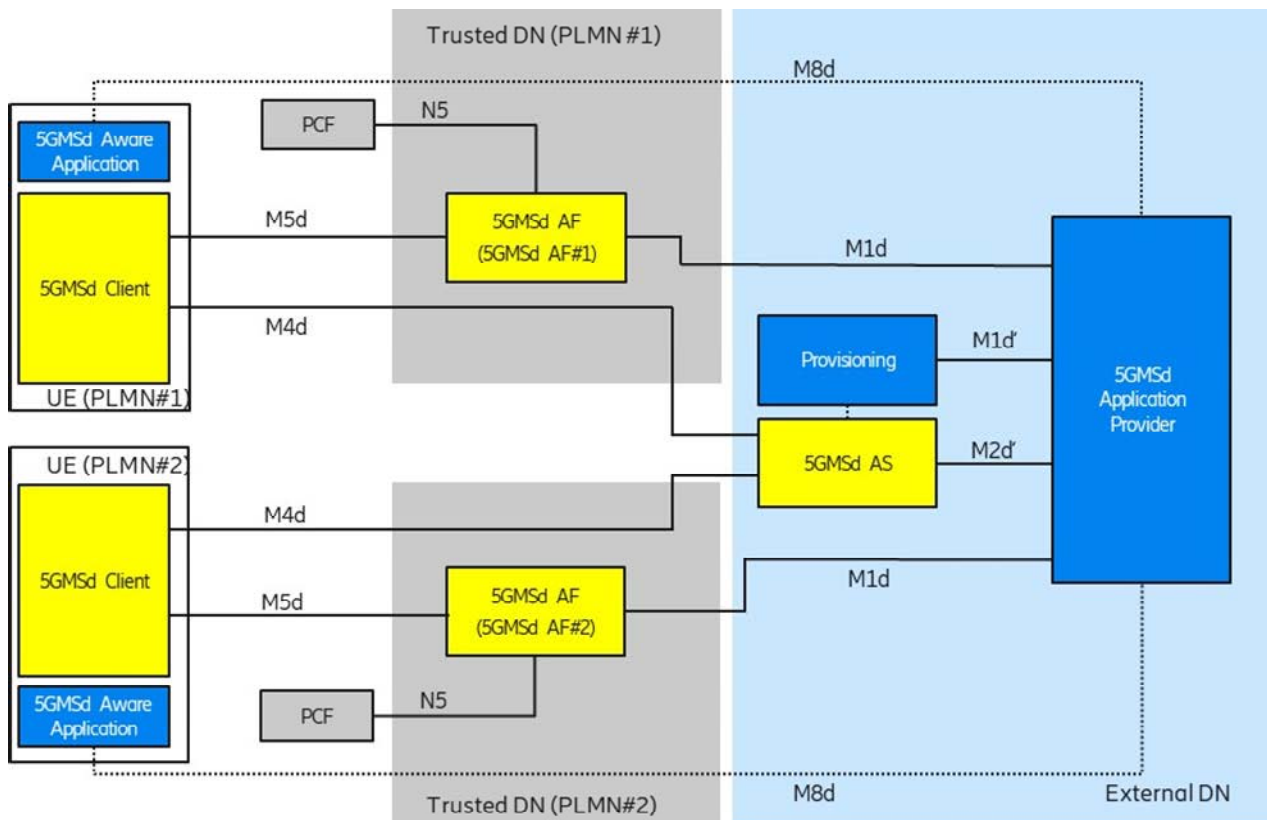 Trusted DN (PLMN #1)
M8d
N5
PCF
5GMSd Aware
Application
M5d
5GMSd AF
(5GMSd AF#1)
M1d
5GMSd Client
M4d
Provisioning
M1d'
5GMSd
Application
Provider
UE (PLMN#1)
UE (PLMN#2)
5GMSd AS
M2d'
M4d
5GMSd Client
M5d
5GMSd AF
(5GMSd AF#2)
M1d
5GMSd Aware
Application
PCF
N5
M8d
External DN
Trusted DN (PLMN#2)